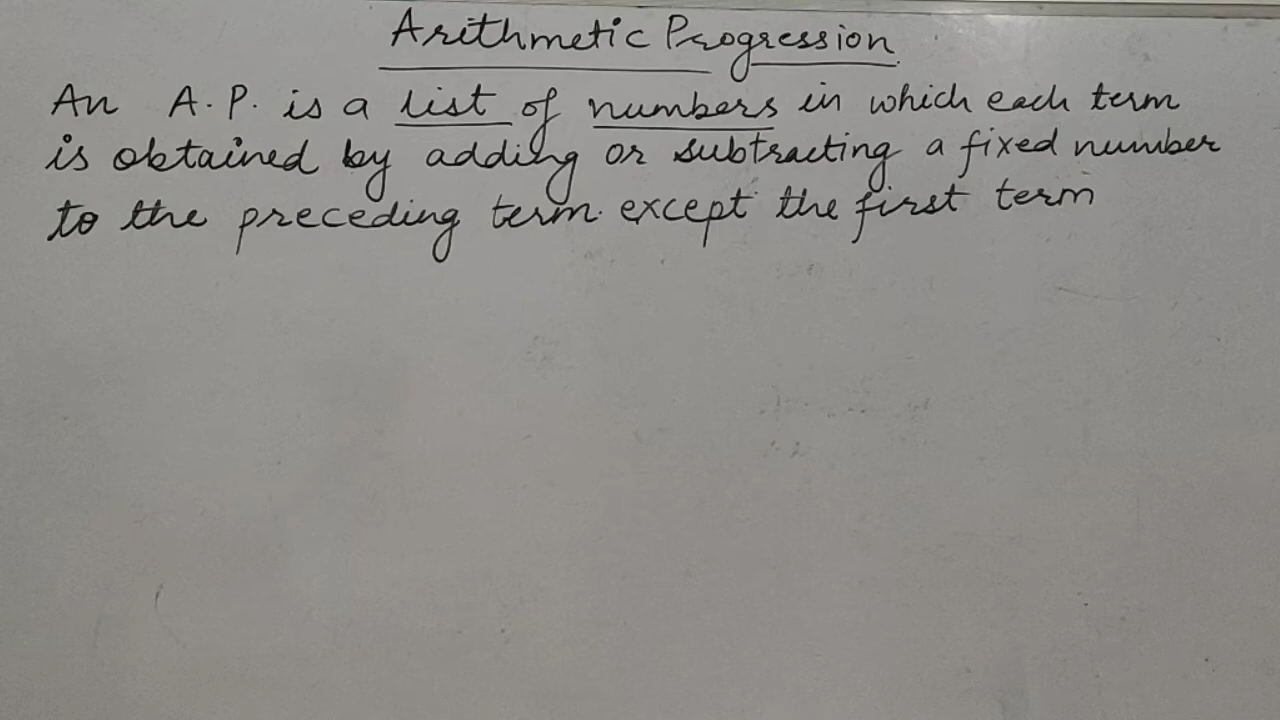 Arithmetic Progression
An A.P. is a list of numbers in which each term
is obtained by adding or subtracting a fixed number
to the preceding term except the first term